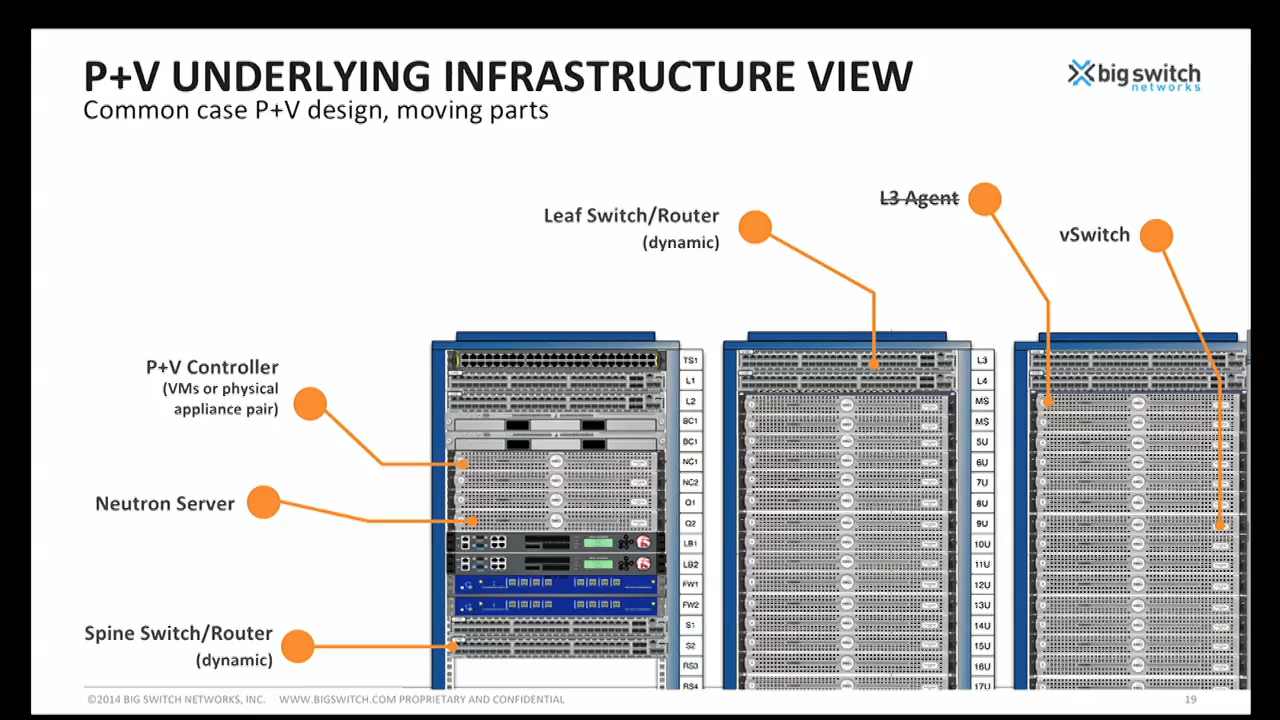 P+V UNDERLYING INFRASTRUCTURE VIEW
Common case P+V design, moving parts
big switch
networks
L3 Agent
Leaf Switch/Router
(dynamic)
vSwitch
P+V Controller
(VMs or physical
appliance pair)
Neutron Server
Spine Switch/Router
(dynamic)
TS1
L1
L2
BC1
BC1
NC1
NC2
Q1
Q2
LB1
LB2
FW1
FW2
S1
S2
RS3
RS4
L3
L4
MS
MS
5U
6U
7U
8U
9U
10U
11U
12U
13U
14U
15U
16U
17U
©2014 BIG SWITCH NETWORKS, INC. WWW.BIGSWITCH.COM PROPRIETARY AND CONFIDENTIAL
19